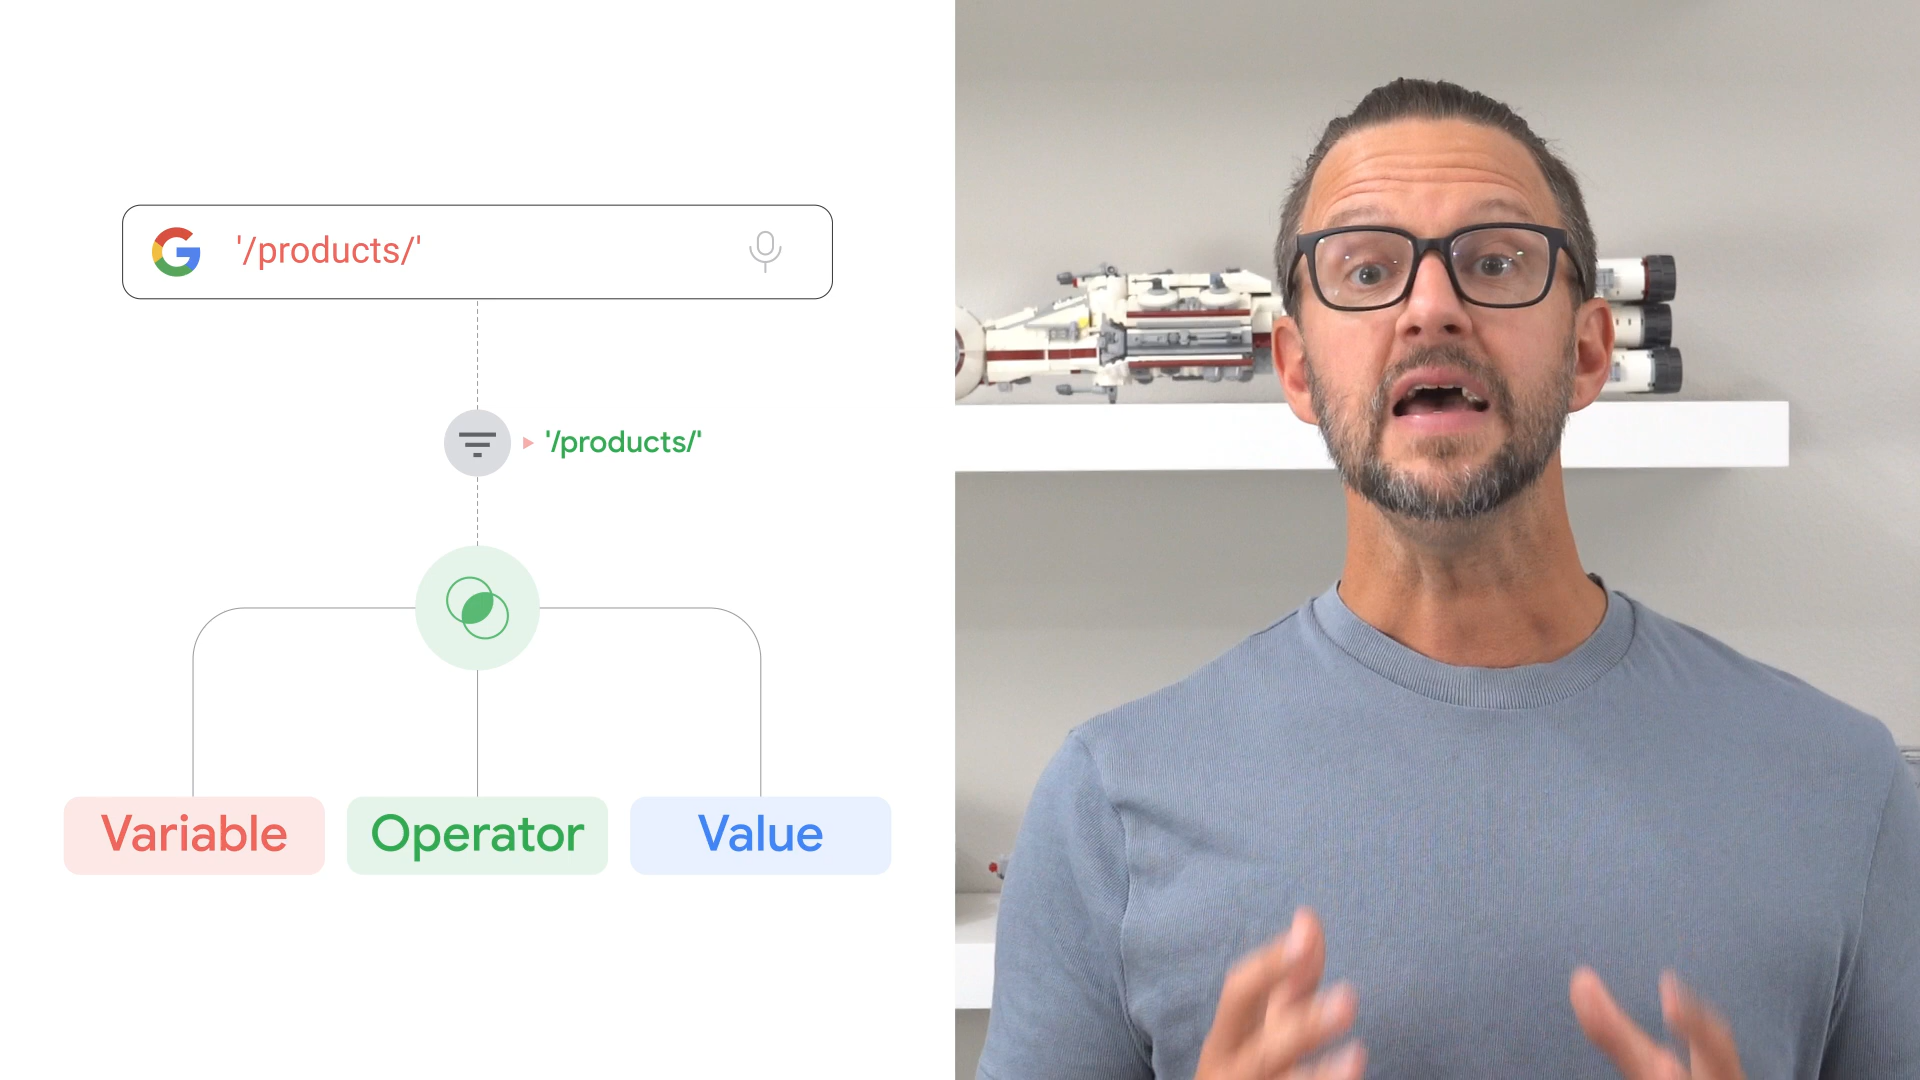 '/products/'
'/products/'
Variable
Operator
Value